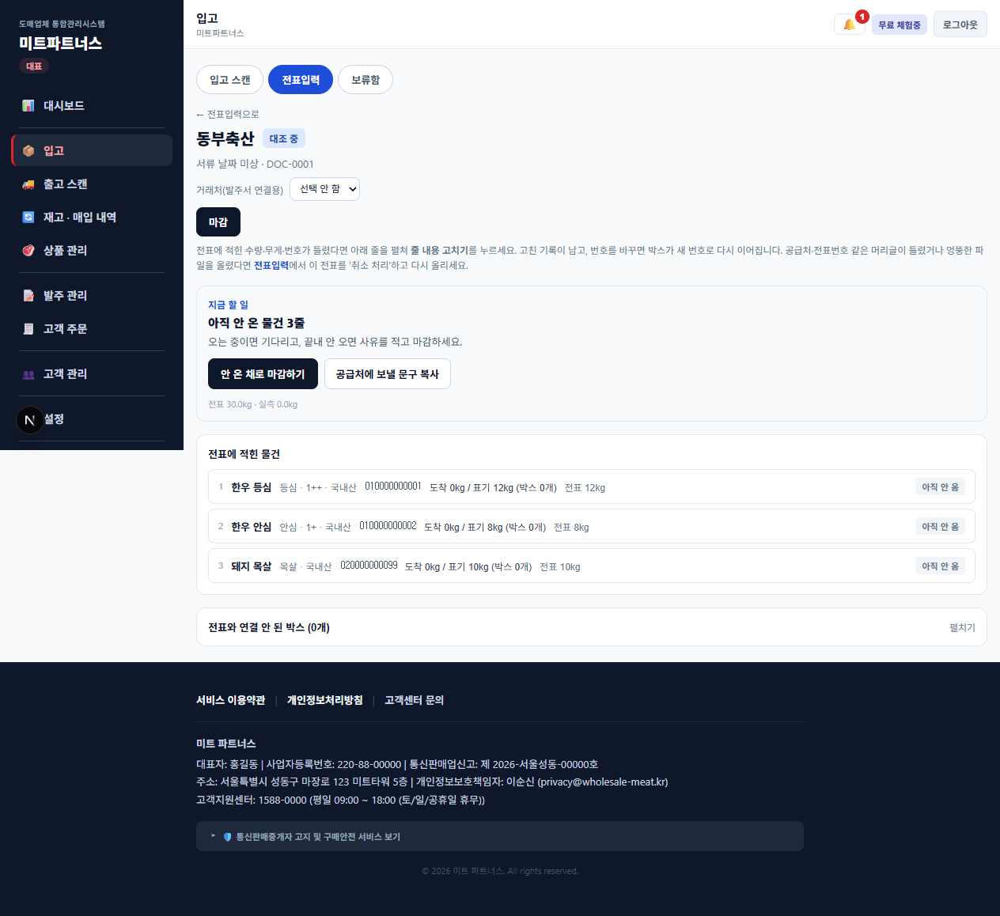 도매업체 통합관리시스템
미트파트너스
대표
대시보드
입고
출고 스캔
재고 · 매입 내역
상품 관리
발주 관리
고객 주문
고객 관리
N
설정
입고
미트파트너스
1
무료 체험중
로그아웃
입고 스캔
전표입력
보류함
← 전표입력으로
동부축산 대조 중
서류 날짜 미상 · DOC-0001
거래처(발주서 연결용) 선택 안 함
마감
전표에 적힌 수량·무게·번호가 틀렸다면 아래 줄을 펼쳐 줄 내용 고치기를 누르세요. 고친 기록이 남고, 번호를 바꾸면 박스가 새 번호로 다시 이어집니다. 공급처·전표번호 같은 머리글이 틀렸거나 엉뚱한 파
일을 올렸다면 전표입력에서 이 전표를 '취소 처리'하고 다시 올리세요.
지금 할 일
아직 안 온 물건 3줄
오는 중이면 기다리고, 끝내 안 오면 사유를 적고 마감하세요.
안 온 채로 마감하기
공급처에 보낼 문구 복사
전표 30.0kg · 실측 0.0kg
전표에 적힌 물건
1 한우 등심 등심 · 1++ · 국내산 010000000001 도착 0kg / 표기 12kg (박스 0개) 전표 12kg 아직 안 옴
2 한우 안심 안심 · 1+ · 국내산 010000000002 도착 0kg / 표기 8kg (박스 0개) 전표 8kg 아직 안 옴
3 돼지 목살 목살 · 국내산 020000000099 도착 0kg / 표기 10kg (박스 0개) 전표 10kg 아직 안 옴
전표와 연결 안 된 박스 (0개) 펼치기
서비스 이용약관 | 개인정보처리방침 | 고객센터 문의
미트 파트너스
대표자: 홍길동 | 사업자등록번호: 220-88-00000 | 통신판매업신고: 제 2026-서울성동-00000호
주소: 서울특별시 성동구 마장로 123 미트타워 5층 | 개인정보보호책임자: 이순신 (privacy@wholesale-meat.kr)
고객지원센터: 1588-0000 (평일 09:00 ~ 18:00 (토/일/공휴일 휴무))
통신판매중개자 고지 및 구매안전 서비스 보기
© 2026 미트 파트너스. All rights reserved.